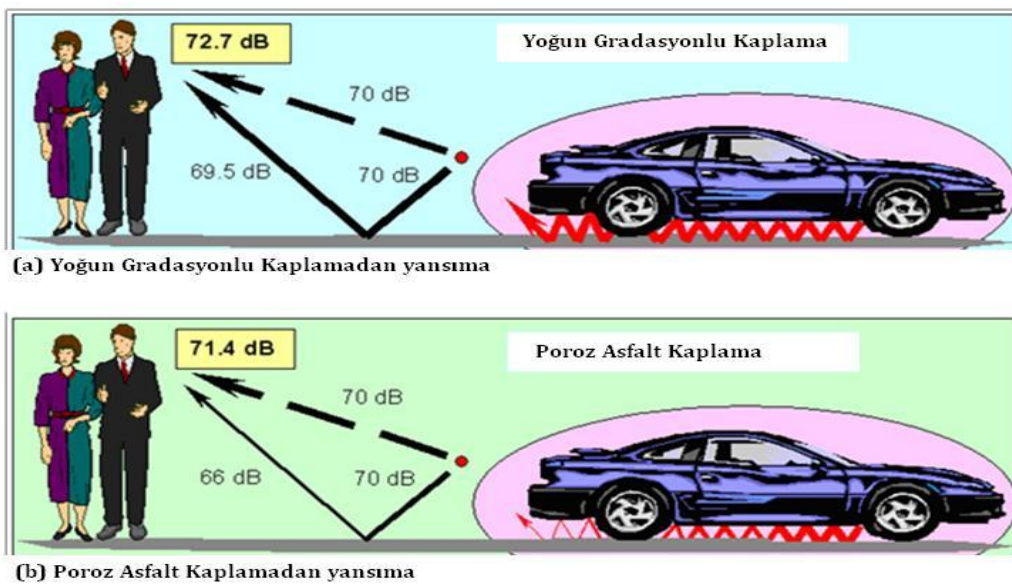 72.7 dB
Yoğun Gradasyonlu Kaplama
70 dB
69.5 dB
70 dB
(a) Yoğun Gradasyonlu Kaplamadan yansıma
71.4 dB
Poroz Asfalt Kaplama
70 dB
66 dB
70 dB
(b) Poroz Asfalt Kaplamadan yansıma